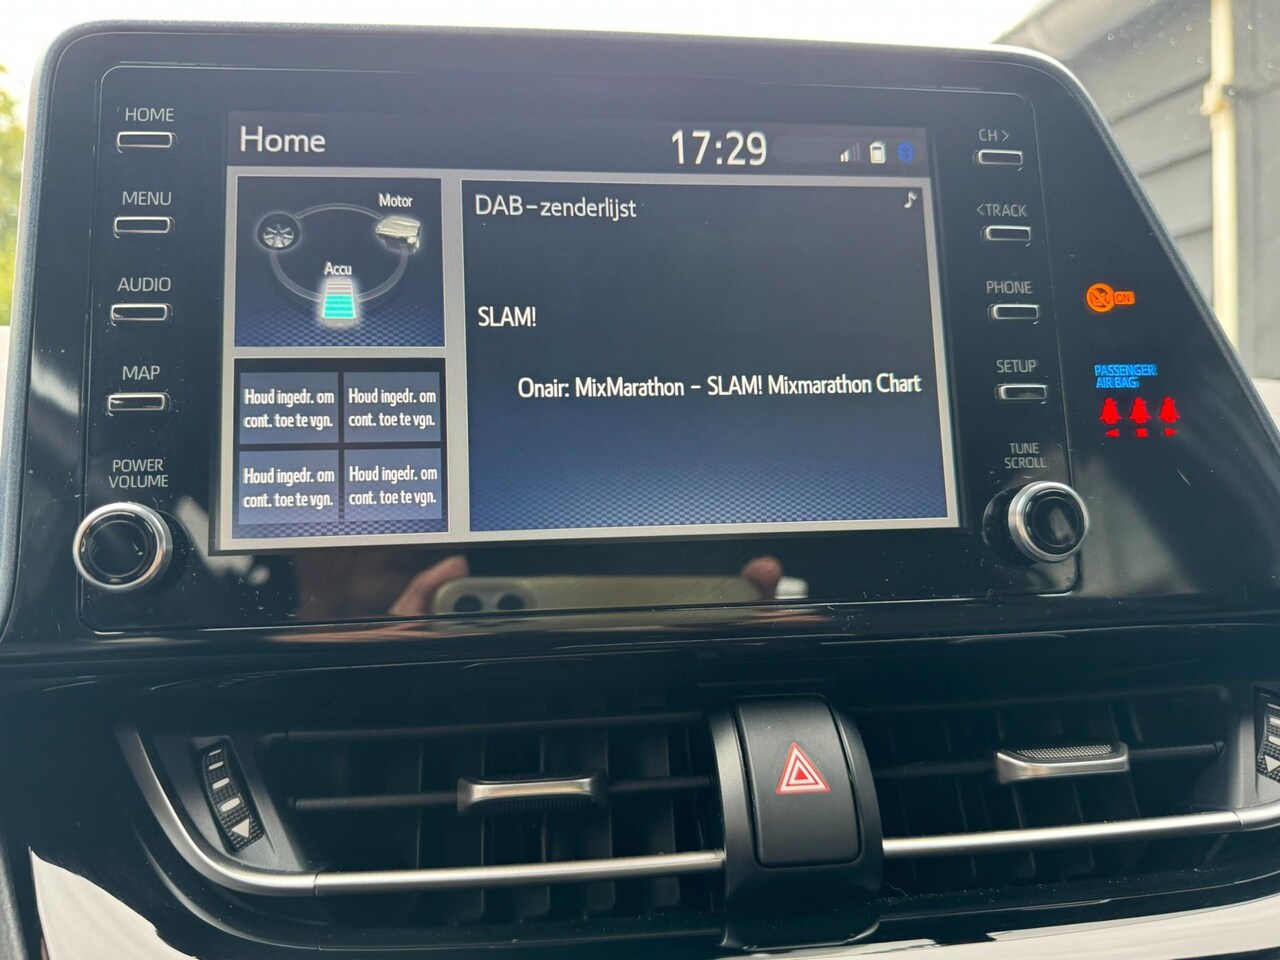 HOME
MENU
AUDIO
MAP
POWER
VOLUME
Home
17:29
Motor
Accu
Houd ingedr. om
cont. toe te vgn.
Houd ingedr. om
cont. toe te vgn.
Houd ingedr. om
cont. toe te vgn.
Houd ingedr. om
cont. toe te vgn.
DAB-zenderlijst
SLAM!
Onair: MixMarathon - SLAM! Mixmarathon Chart
CH >
<TRACK
PHONE
SETUP
TUNE
SCROLL
ON
PASSENGER
AIR BAG